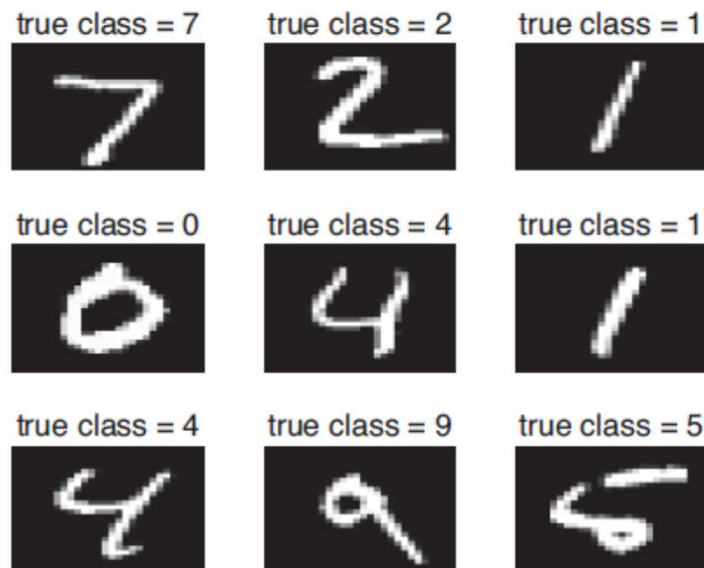 true class = 7 true class = 2 true class = 1
7 2 1
true class = 0 true class = 4 true class = 1
0 4 1
true class = 4 true class = 9 true class = 5
4 9 5